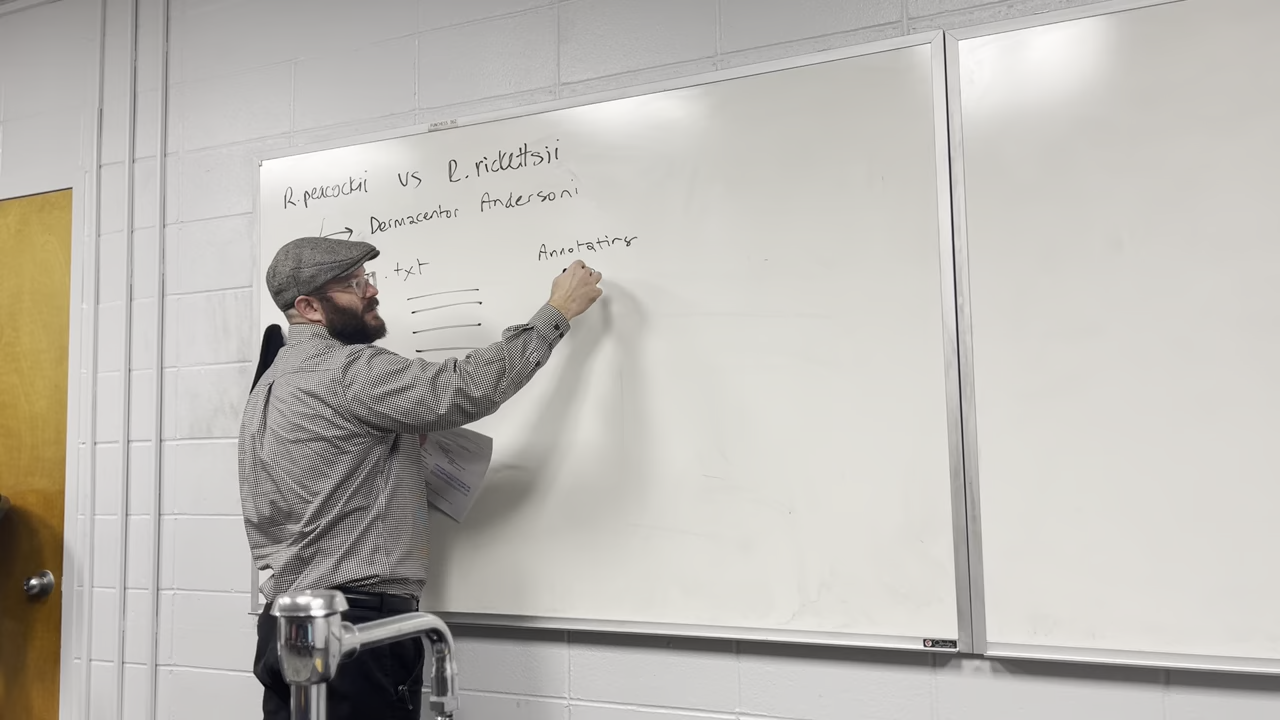 R.peacockii vs R.rickettsii
Dermacentor Andersoni
.txt
Annotating